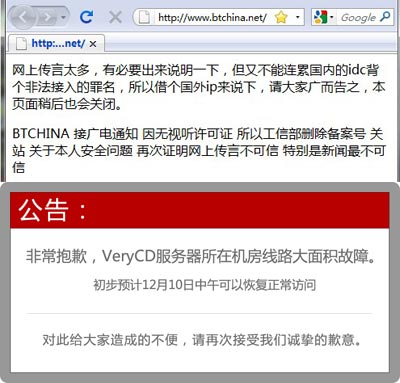 http://www.btchina.net/
Google
http:...net/
网上传言太多，有必要出来说明一下，但又不能连累国内的idc背
个非法接入的罪名，所以借个国外ip来说下，请大家广而告之，本
页面稍后也会关闭。
BTCHINA 接广电通知 因无视听许可证 所以工信部删除备案号 关
站 关于本人安全问题 再次证明网上传言不可信 特别是新闻最不可
信
公告：
非常抱歉，VeryCD服务器所在机房线路大面积故障。
初步预计12月10日中午可以恢复正常访问
对此给大家造成的不便，请再次接受我们诚挚的歉意。